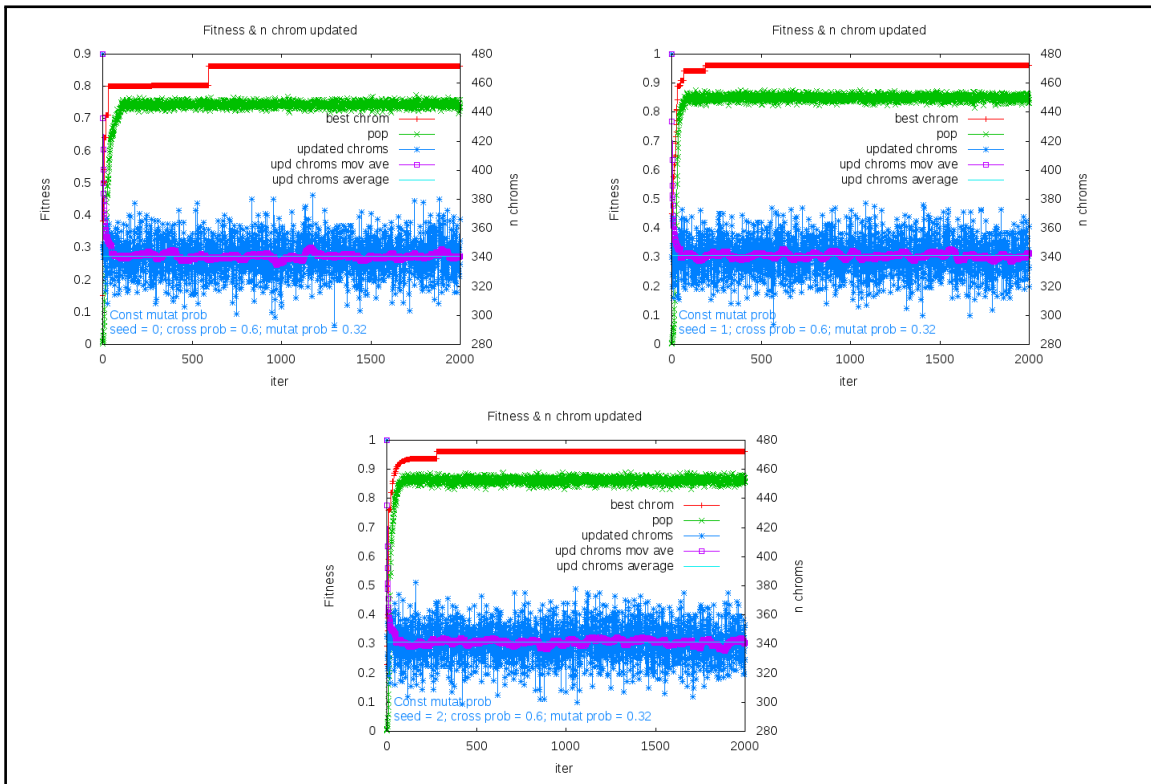 Fitness & n chrom updated
0.9
0.8
0.7
0.6
0.5
0.4
0.3
0.2
0.1
0
480
460
440
420
400
380
360
340
320
300
280
0
500
1000
1500
2000
Fitness
n chroms
iter
best chrom
pop
updated chroms
upd chroms mov ave
upd chroms average
Const mutat prob
seed = 0; cross prob = 0.6; mutat prob = 0.32
Fitness & n chrom updated
1
0.9
0.8
0.7
0.6
0.5
0.4
0.3
0.2
0.1
0
480
460
440
420
400
380
360
340
320
300
280
0
500
1000
1500
2000
Fitness
n chroms
iter
best chrom
pop
updated chroms
upd chroms mov ave
upd chroms average
Const mutat prob
seed = 1; cross prob = 0.6; mutat prob = 0.32
Fitness & n chrom updated
1
0.9
0.8
0.7
0.6
0.5
0.4
0.3
0.2
0.1
0
480
460
440
420
400
380
360
340
320
300
280
0
500
1000
1500
2000
Fitness
n chroms
iter
best chrom
pop
updated chroms
upd chroms mov ave
upd chroms average
Const mutat prob
seed = 2; cross prob = 0.6; mutat prob = 0.32